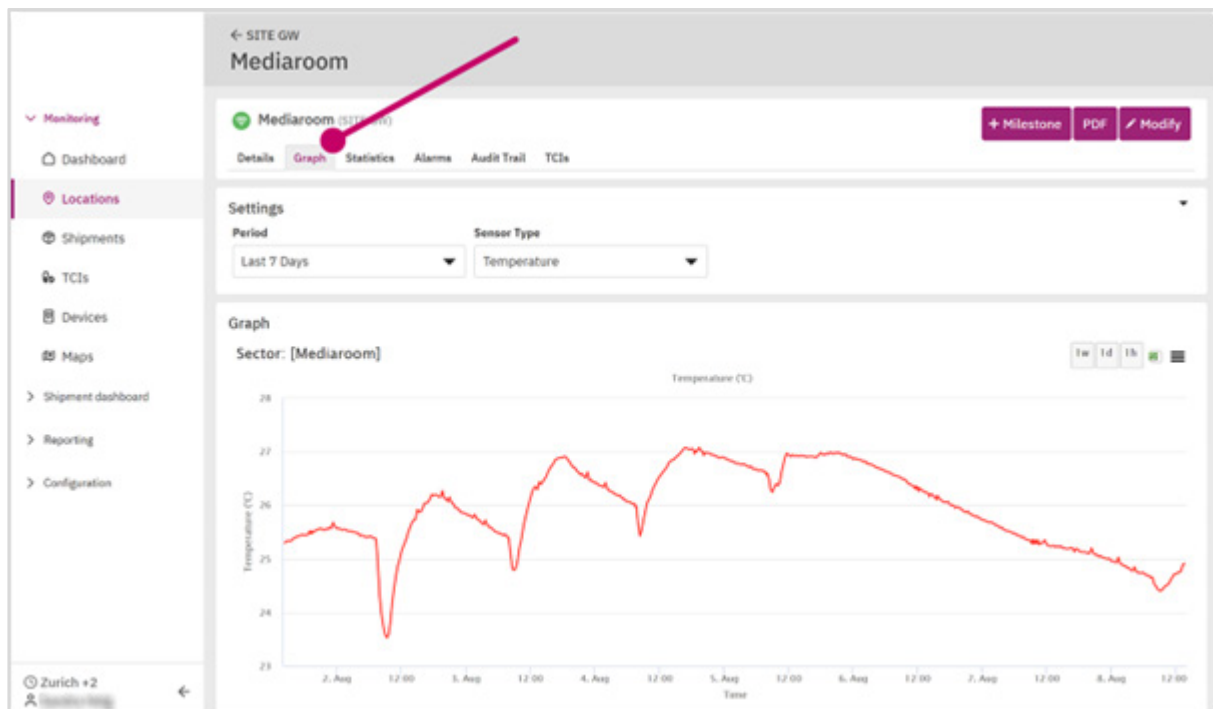 ← SITE GW
Mediaroom
Monitoring
Dashboard
Locations
Shipments
TCIs
Devices
Maps
Shipment dashboard
Reporting
Configuration
Zurich +2
Mediaroom
+ Milestone
PDF
Modify
Details Graph Statistics Alarms Audit Trail TCIs
Settings
Period Sensor Type
Last 7 Days Temperature
Graph
Sector: [Mediaroom]
1w 1d 1h
Temperature (°C)
Temperature (°C)
28
27
26
25
24
23
2. Aug 12:00 3. Aug 12:00 4. Aug 12:00 5. Aug 12:00 6. Aug 12:00 7. Aug 12:00 8. Aug 12:00
Time